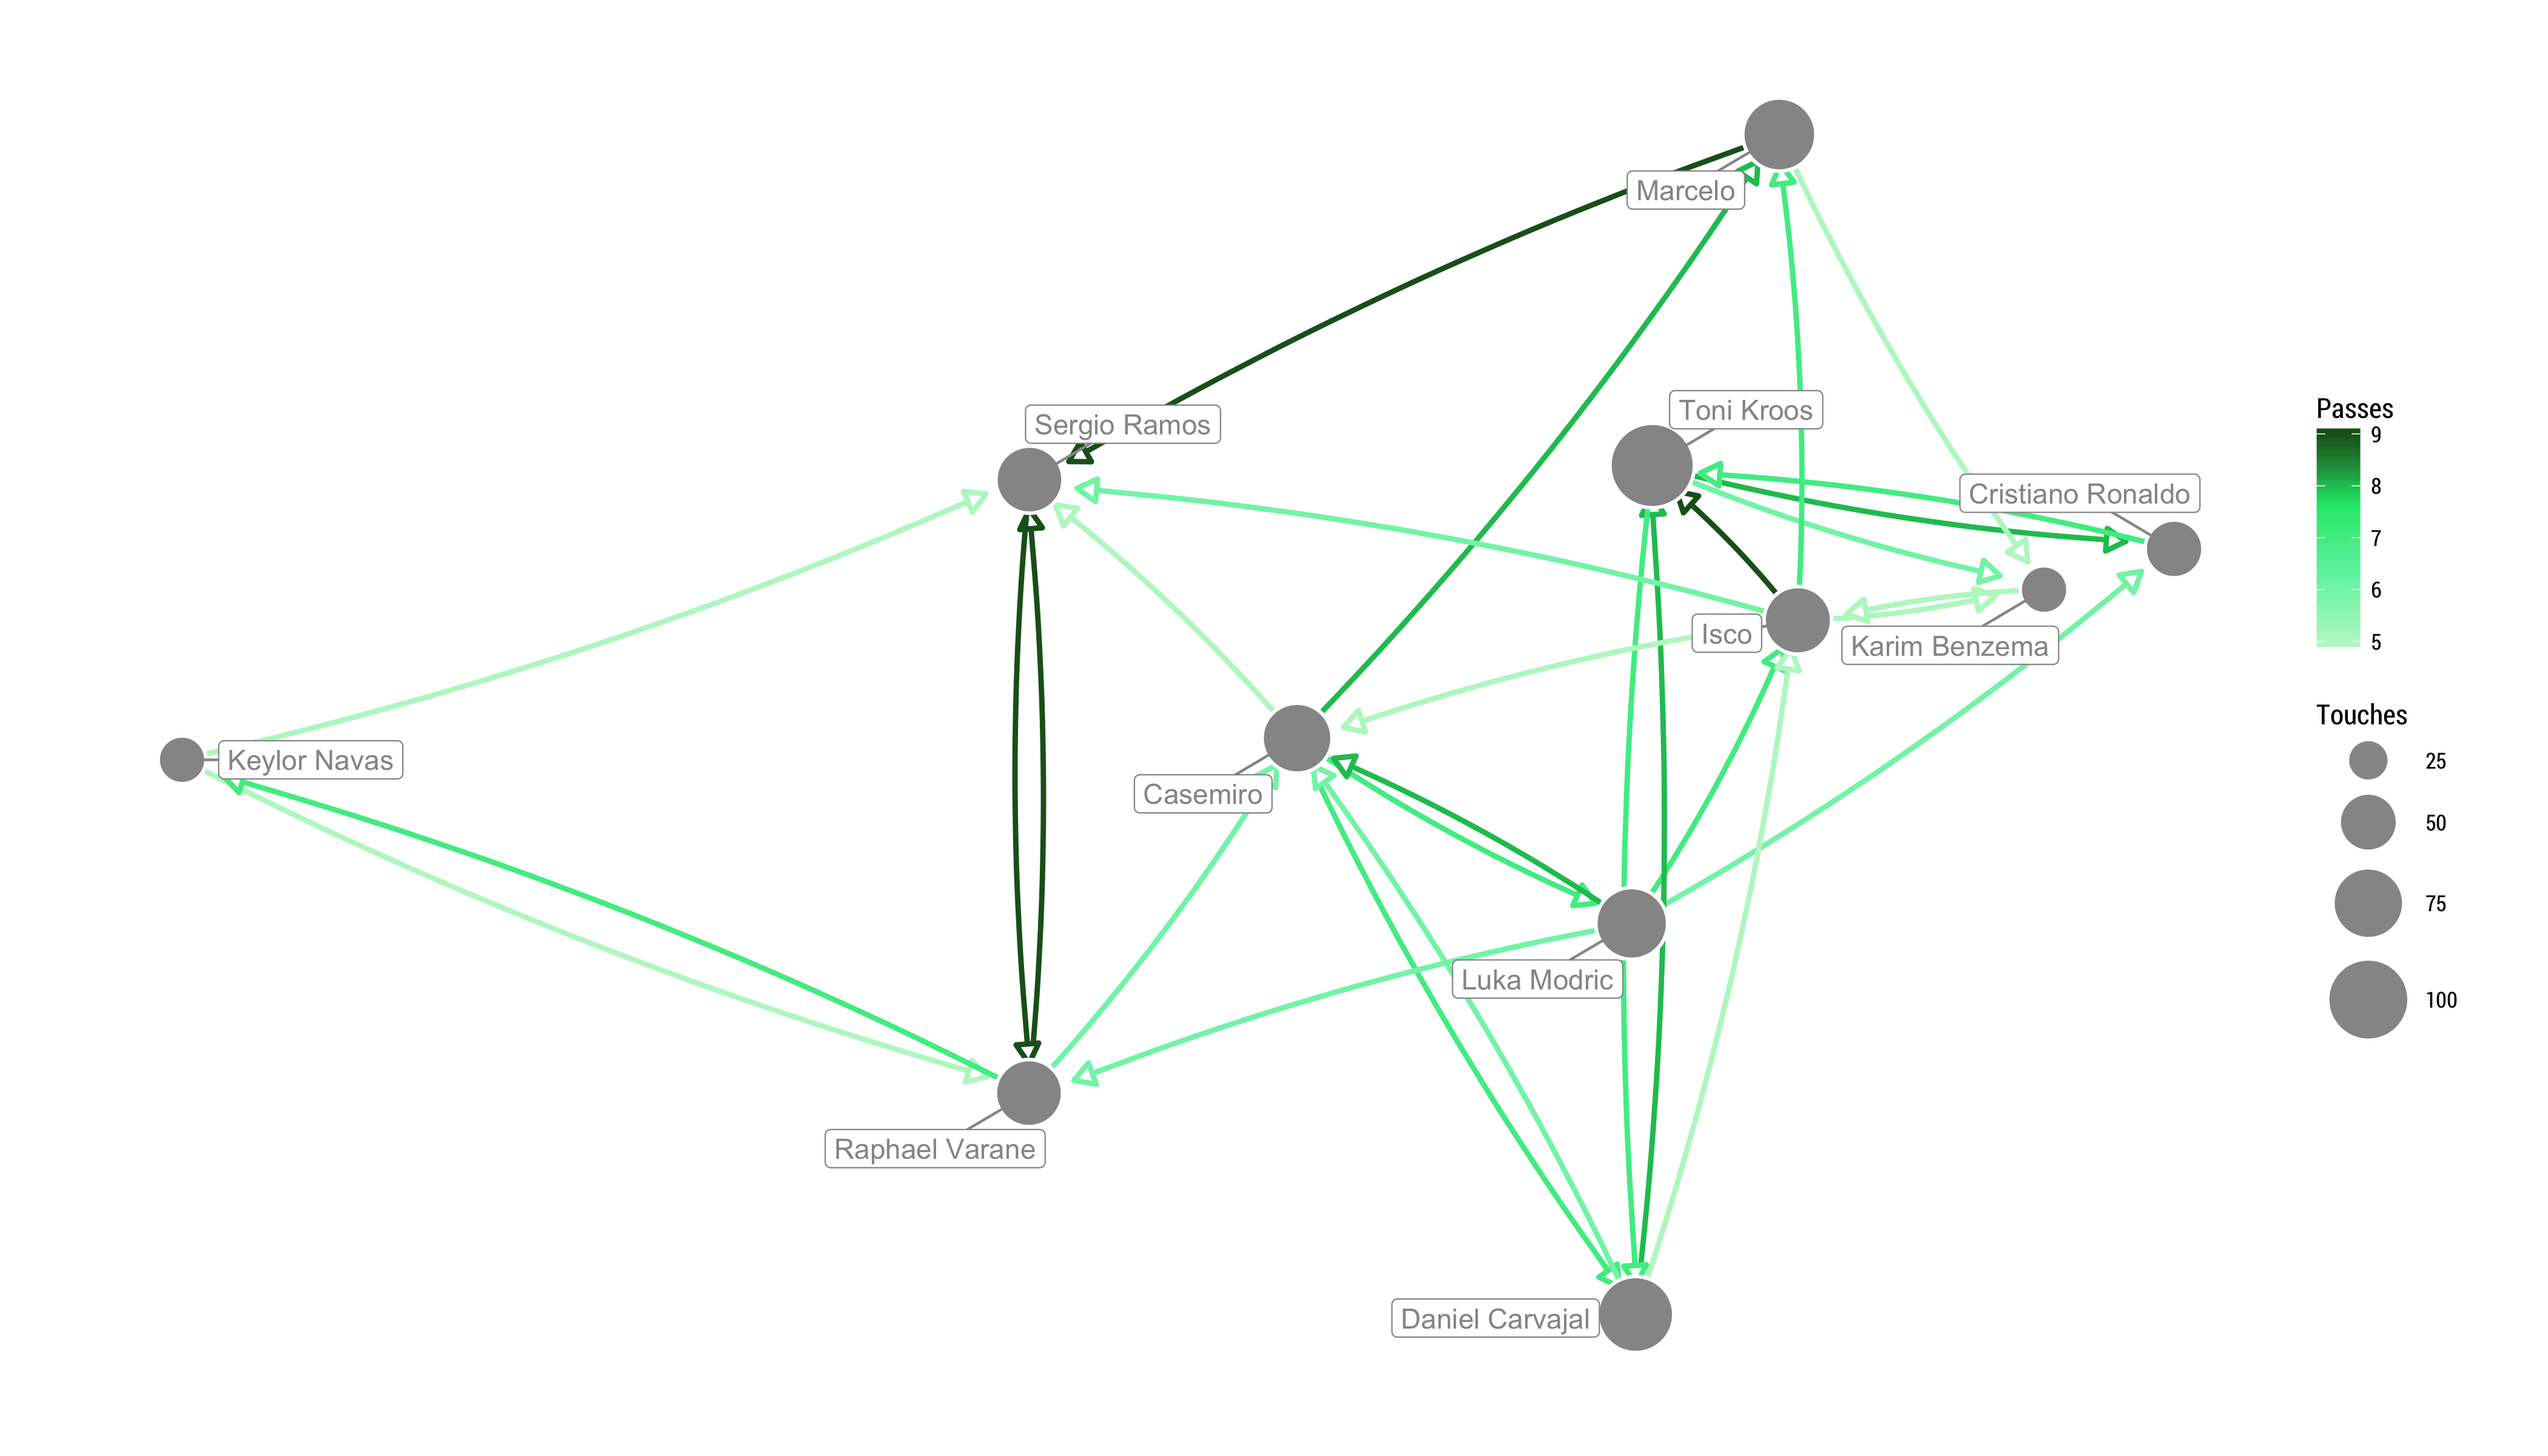 Marcelo
Toni Kroos
Sergio Ramos
Cristiano Ronaldo
Isco
Karim Benzema
Keylor Navas
Casemiro
Luka Modric
Raphael Varane
Daniel Carvajal
Passes
9
8
7
6
5
Touches
25
50
75
100